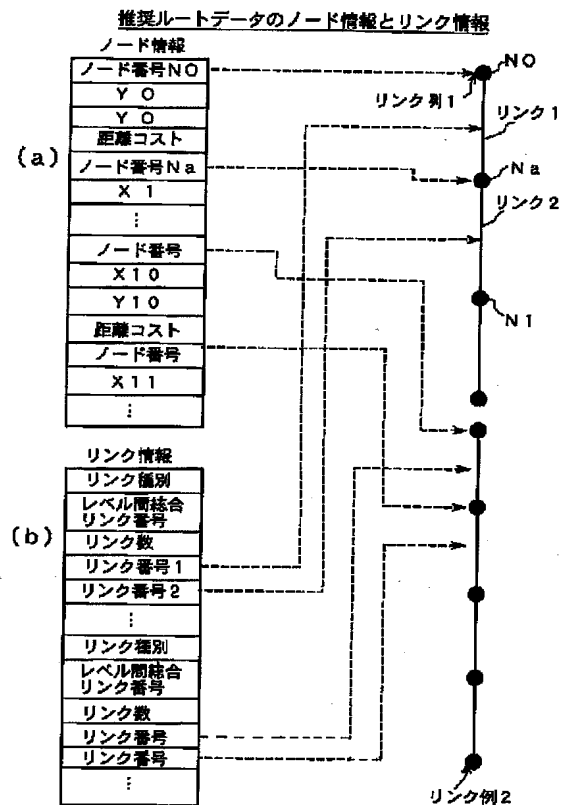 推奨ルートデータのノード情報とリンク情報
ノード情報
ノード番号N0
Y 0
Y 0
距離コスト
ノード番号Na
X 1
⋮
ノード番号
X10
Y10
距離コスト
ノード番号
X11
⋮
(a)
リンク情報
リンク種別
レベル間統合
リンク番号
リンク数
リンク番号1
リンク番号2
⋮
リンク種別
レベル間統合
リンク番号
リンク数
リンク番号
リンク番号
⋮
(b)
N0
リンク列1
リンク1
Na
リンク2
N1
リンク例2